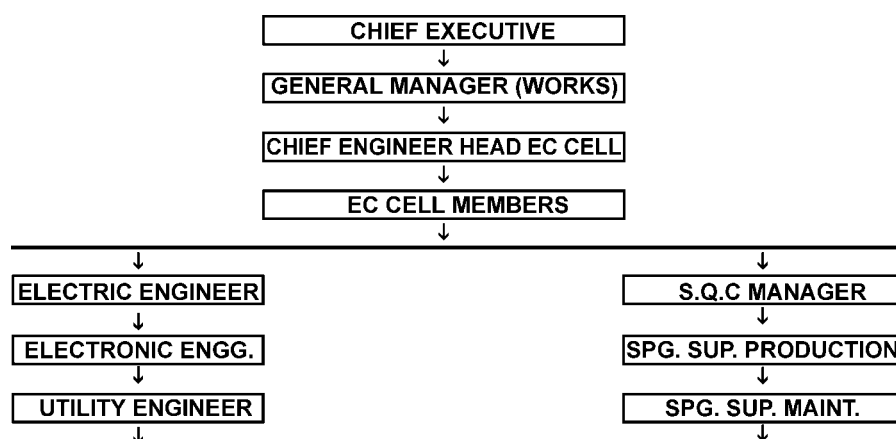 CHIEF EXECUTIVE
GENERAL MANAGER (WORKS)
CHIEF ENGINEER HEAD EC CELL
EC CELL MEMBERS
ELECTRIC ENGINEER
S.Q.C MANAGER
ELECTRONIC ENGG.
SPG. SUP. PRODUCTION
UTILITY ENGINEER
SPG. SUP. MAINT.